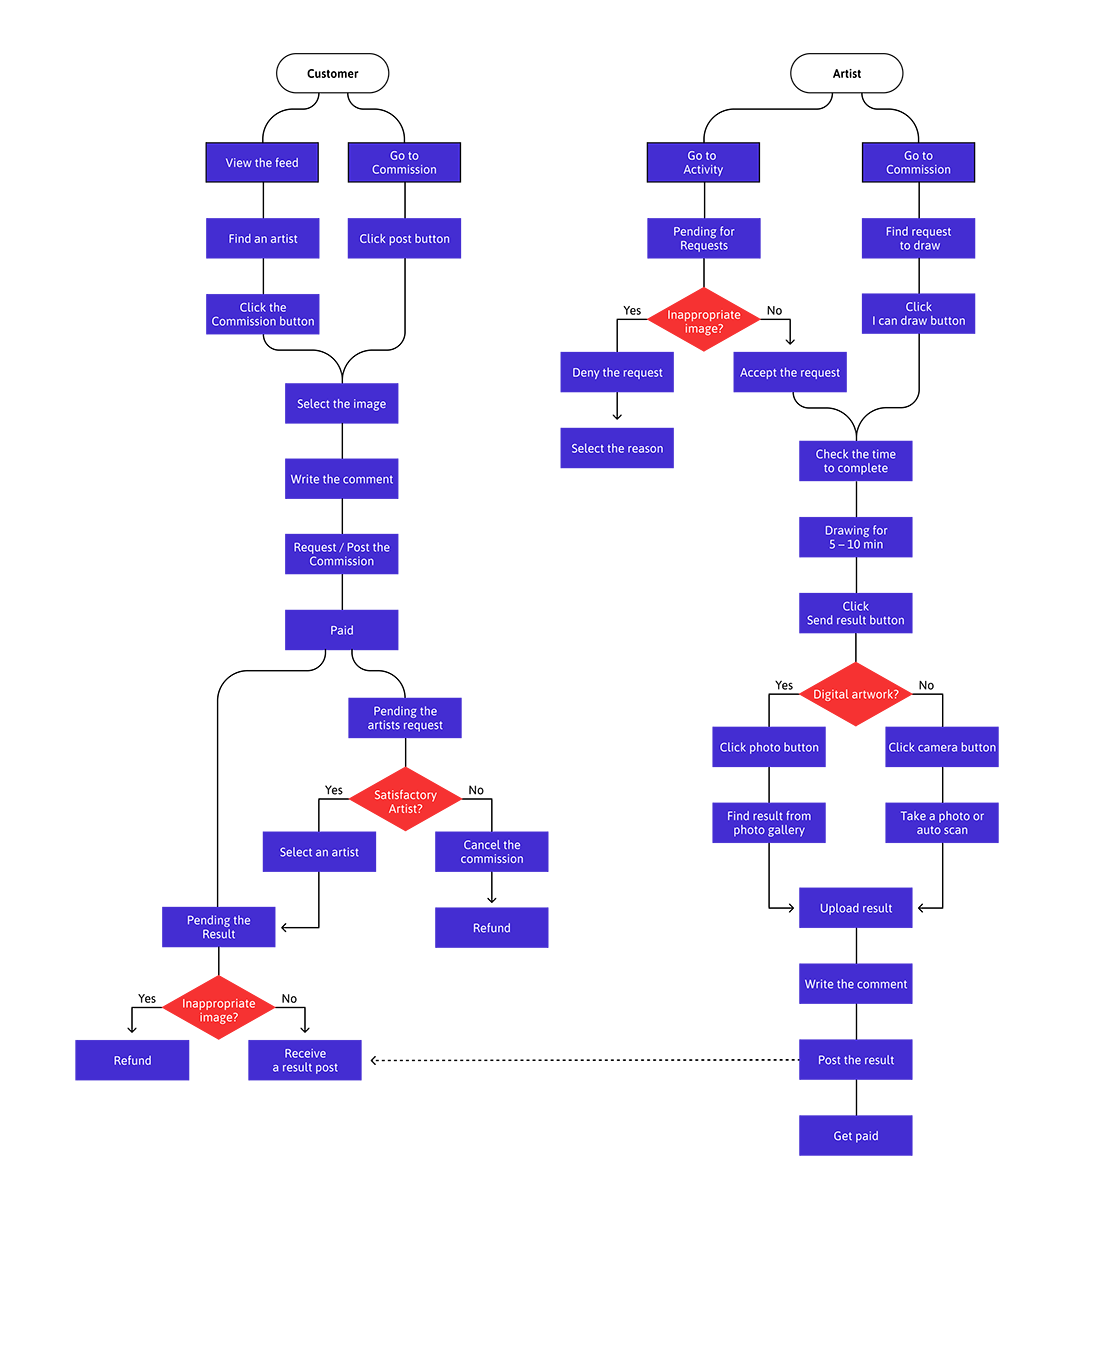 Customer
View the feed
Go to
Commission
Find an artist
Click post button
Click the
Commission button
Select the image
Write the comment
Request / Post the
Commission
Paid
Pending the
artists request
Satisfactory
Artist?
Yes
No
Select an artist
Cancel the
commission
Pending the
Result
Refund
Inappropriate
image?
Yes
No
Refund
Receive
a result post
Artist
Go to
Activity
Go to
Commission
Pending for
Requests
Find request
to draw
Inappropriate
image?
Yes
No
Click
I can draw button
Deny the request
Accept the request
Select the reason
Check the time
to complete
Drawing for
5 – 10 min
Click
Send result button
Digital artwork?
Yes
No
Click photo button
Click camera button
Find result from
photo gallery
Take a photo or
auto scan
Upload result
Write the comment
Post the result
Get paid